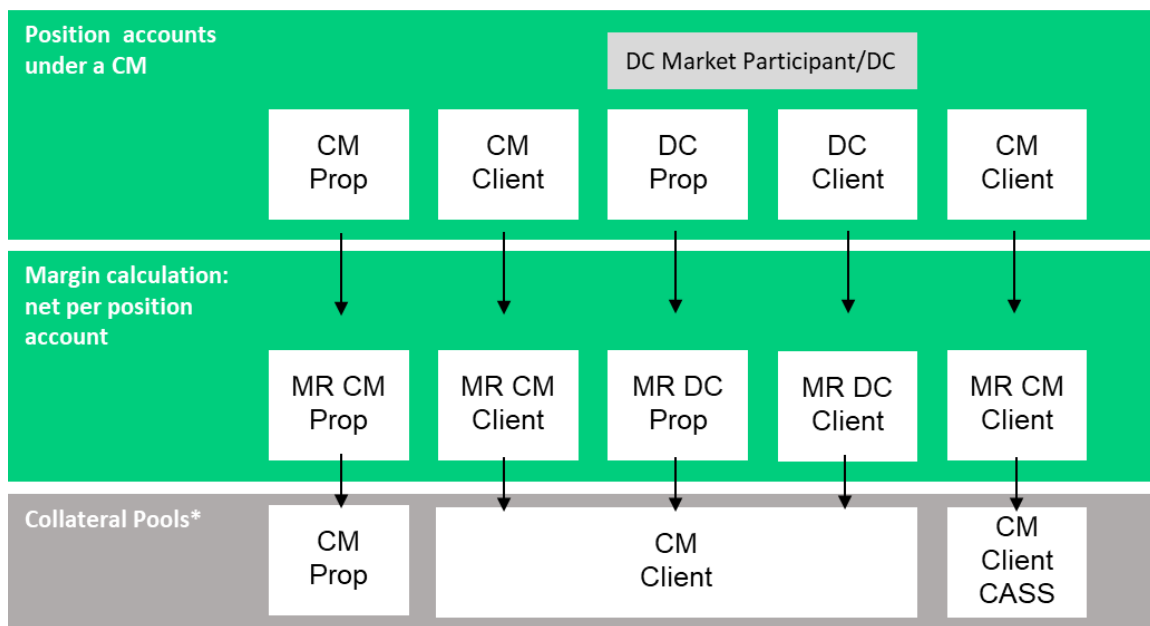 Position accounts
under a CM
DC Market Participant/DC
CM
Prop
CM
Client
DC
Prop
DC
Client
CM
Client
Margin calculation:
net per position
account
MR CM
Prop
MR CM
Client
MR DC
Prop
MR DC
Client
MR CM
Client
Collateral Pools*
CM
Prop
CM
Client
CM
Client
CASS